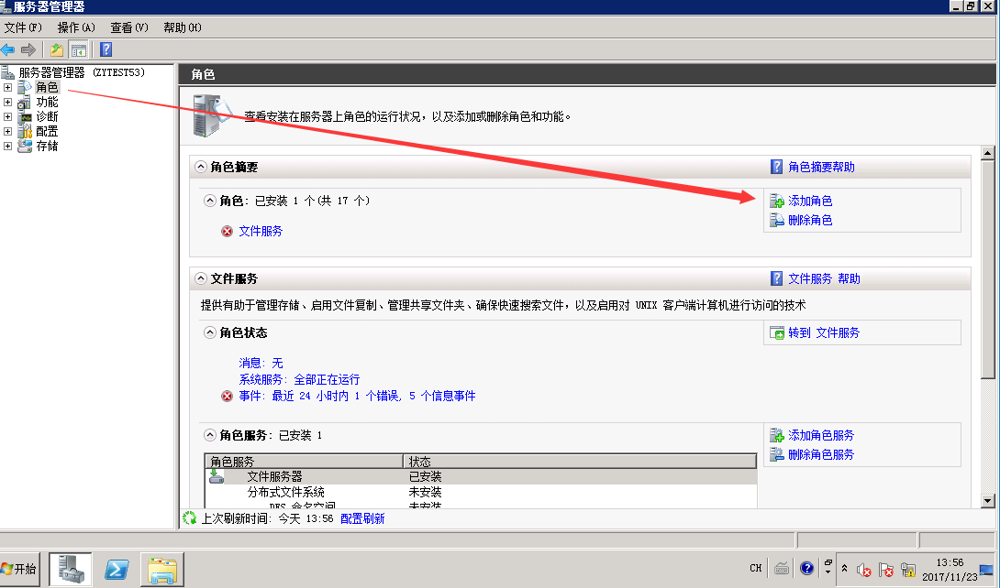 服务器管理器
文件(F) 操作(A) 查看(V) 帮助(H)
服务器管理器 (ZYTEST53)
角色
功能
诊断
配置
存储
角色
查看安装在服务器上角色的运行状况，以及添加或删除角色和功能。
角色摘要
角色摘要帮助
角色: 已安装 1 个(共 17 个)
添加角色
删除角色
文件服务
文件服务
文件服务 帮助
提供有助于管理存储、启用文件复制、管理共享文件夹、确保快速搜索文件，以及启用对 UNIX 客户端计算机进行访问的技术
角色状态
转到 文件服务
消息: 无
系统服务: 全部正在运行
事件: 最近 24 小时内 1 个错误, 5 个信息事件
角色服务: 已安装 1
添加角色服务
删除角色服务
角色服务 状态
文件服务器 已安装
分布式文件系统 未安装
DFS 命名空间 未安装
上次刷新时间: 今天 13:56 配置刷新
开始
CH
13:56
2017/11/23